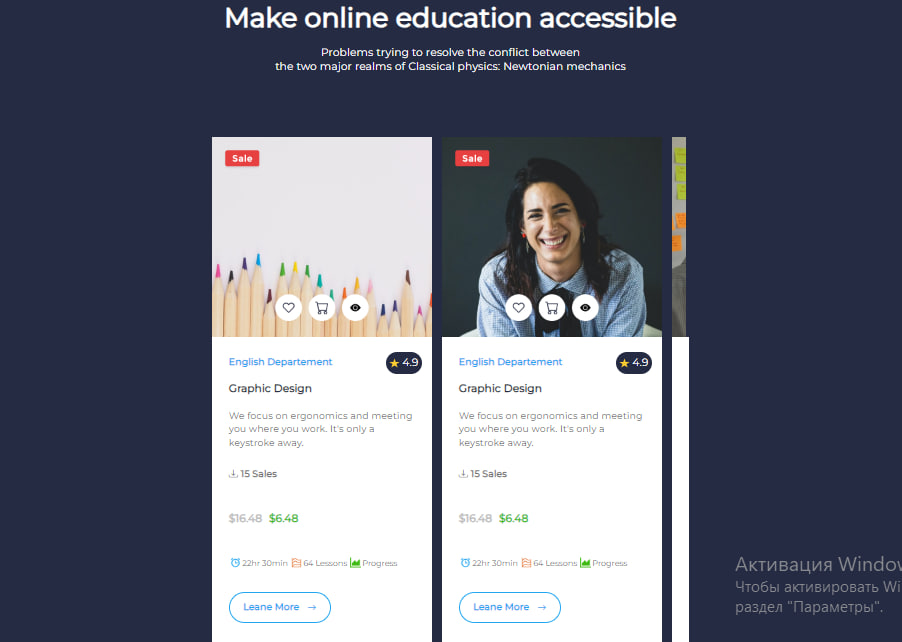 Make online education accessible
Problems trying to resolve the conflict between
the two major realms of Classical physics: Newtonian mechanics
Sale
English Departement
4.9
Graphic Design
We focus on ergonomics and meeting
you where you work. It's only a
keystroke away.
15 Sales
$16.48 $6.48
22hr 30min 64 Lessons Progress
Leane More
Sale
English Departement
4.9
Graphic Design
We focus on ergonomics and meeting
you where you work. It's only a
keystroke away.
15 Sales
$16.48 $6.48
22hr 30min 64 Lessons Progress
Leane More
Активация Window
Чтобы активировать Wi
раздел "Параметры".